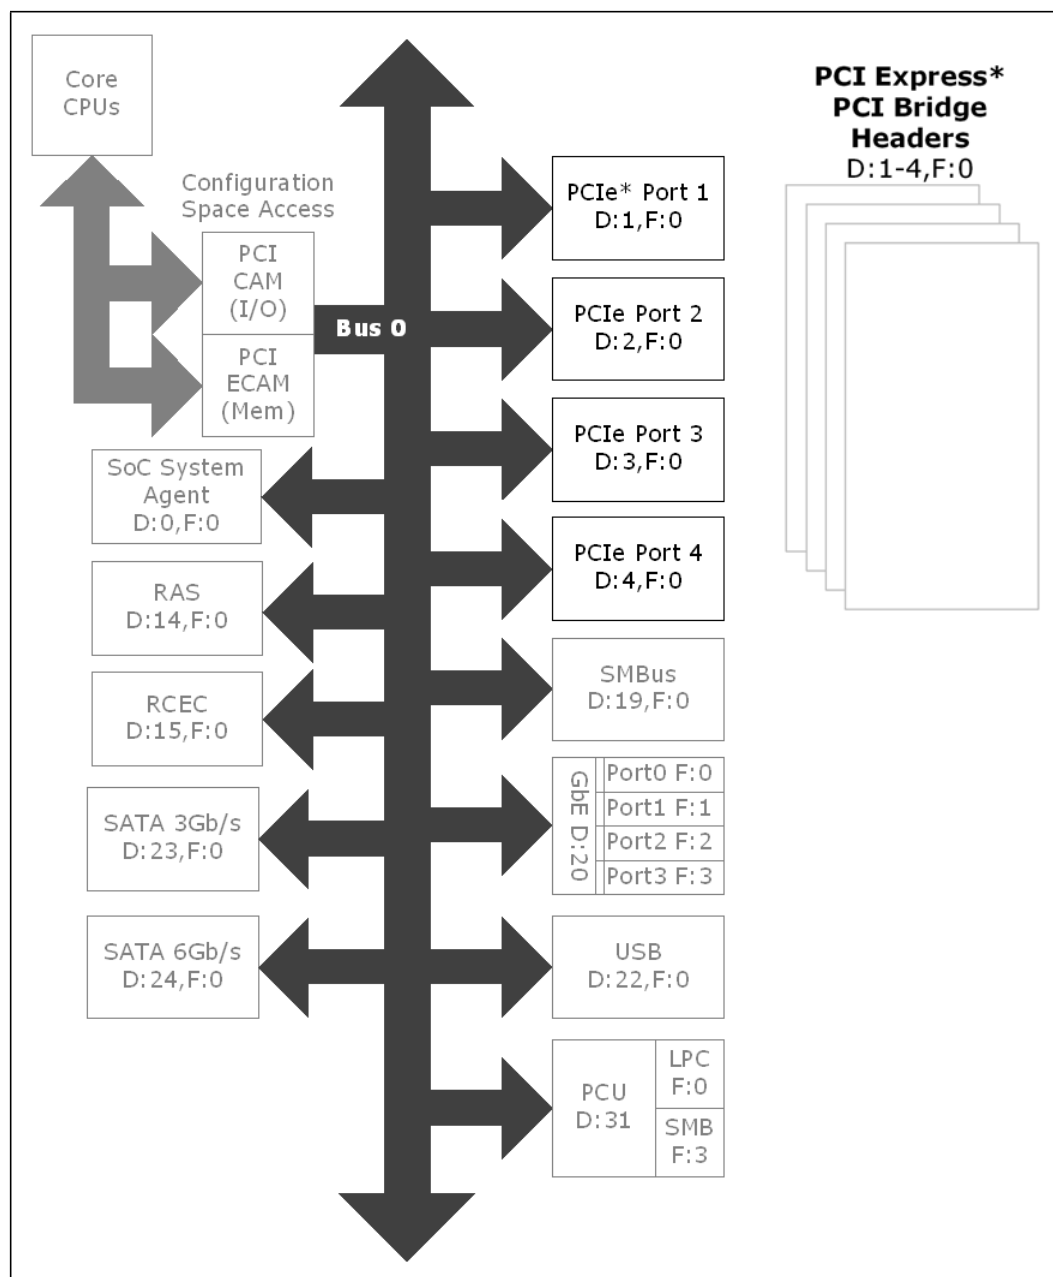 Core
CPUs
Configuration
Space Access
PCI
CAM
(I/O)
PCI
ECAM
(Mem)
Bus 0
SoC System
Agent
D:0,F:0
RAS
D:14,F:0
RCEC
D:15,F:0
SATA 3Gb/s
D:23,F:0
SATA 6Gb/s
D:24,F:0
PCIe* Port 1
D:1,F:0
PCIe Port 2
D:2,F:0
PCIe Port 3
D:3,F:0
PCIe Port 4
D:4,F:0
SMBus
D:19,F:0
GbE D:20
Port0 F:0
Port1 F:1
Port2 F:2
Port3 F:3
USB
D:22,F:0
PCU
D:31
LPC
F:0
SMB
F:3
PCI Express*
PCI Bridge
Headers
D:1-4,F:0